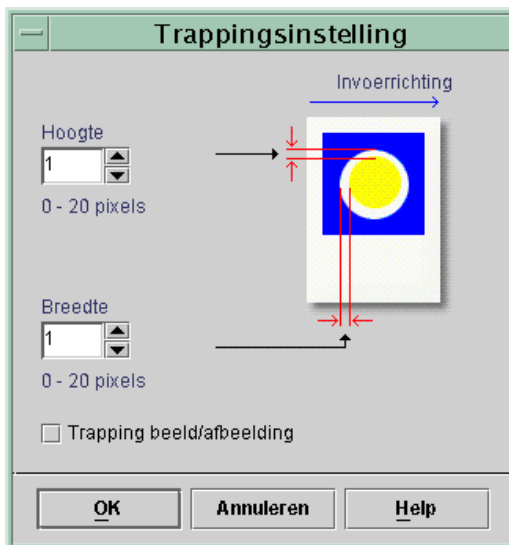 Trappingsinstelling
Invoerrichting
Hoogte
1
0 - 20 pixels
Breedte
1
0 - 20 pixels
Trapping beeld/afbeelding
OK
Annuleren
Help